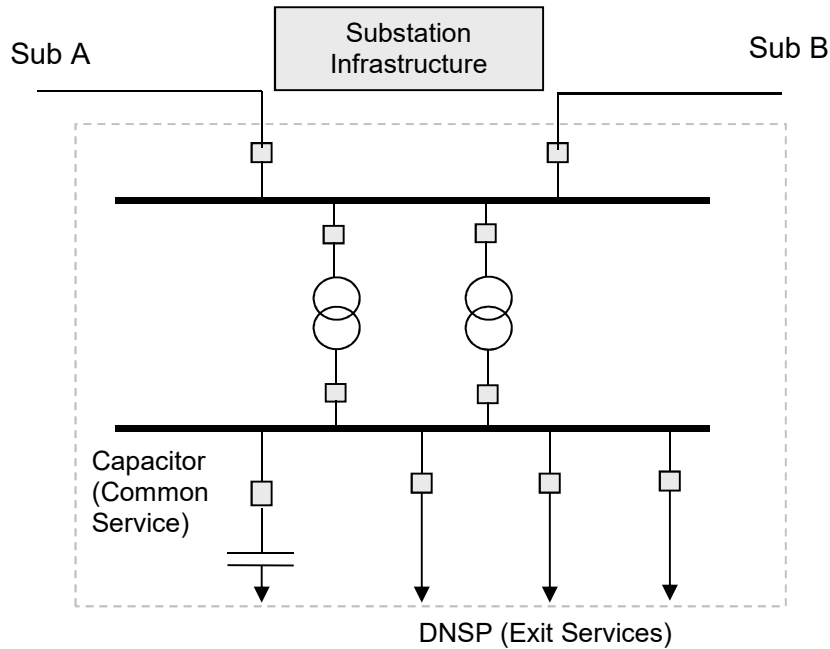 Substation
Infrastructure
Sub A
Sub B
Capacitor
(Common
Service)
DNSP (Exit Services)